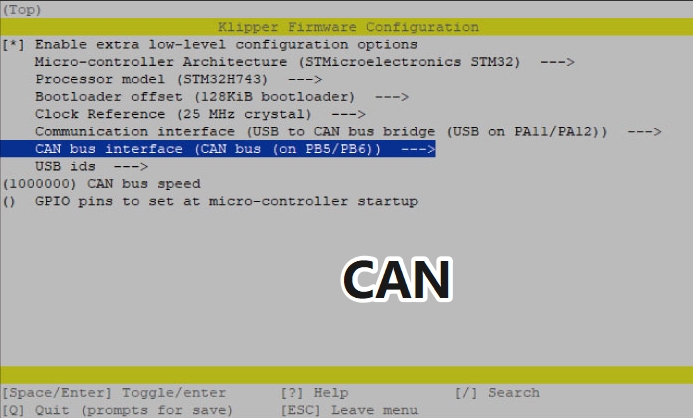 (Top)
Klipper Firmware Configuration
[*] Enable extra low-level configuration options
Micro-controller Architecture (STMicroelectronics STM32)  --->
Processor model (STM32H743)  --->
Bootloader offset (128KiB bootloader)  --->
Clock Reference (25 MHz crystal)  --->
Communication interface (USB to CAN bus bridge (USB on PA11/PA12))  --->
CAN bus interface (CAN bus (on PB5/PB6))  --->
USB ids  --->
(1000000) CAN bus speed
()  GPIO pins to set at micro-controller startup
CAN
[Space/Enter] Toggle/enter [?] Help [/] Search
[Q] Quit (prompts for save) [ESC] Leave menu